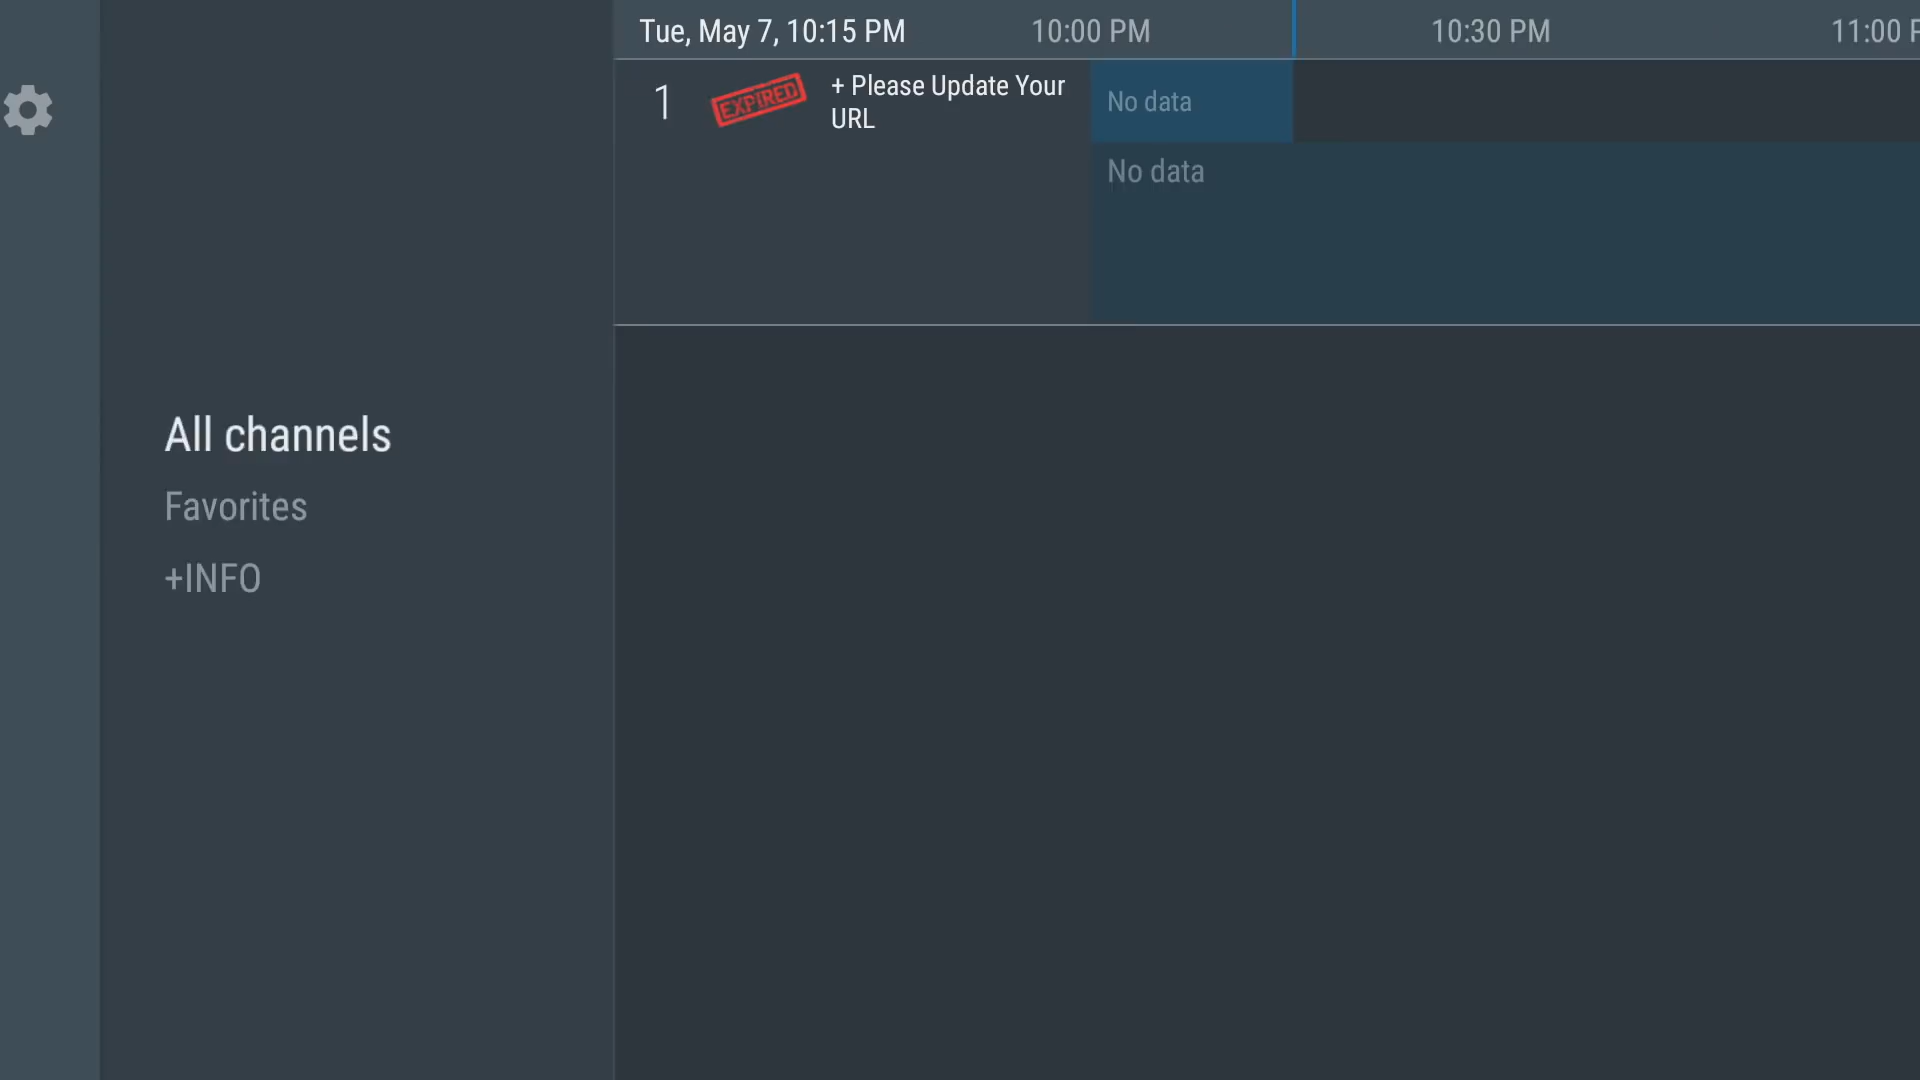 Tue, May 7, 10:15 PM
10:00 PM
10:30 PM
11:00 P
1
EXPIRED
+ Please Update Your
URL
No data
No data
All channels
Favorites
+INFO